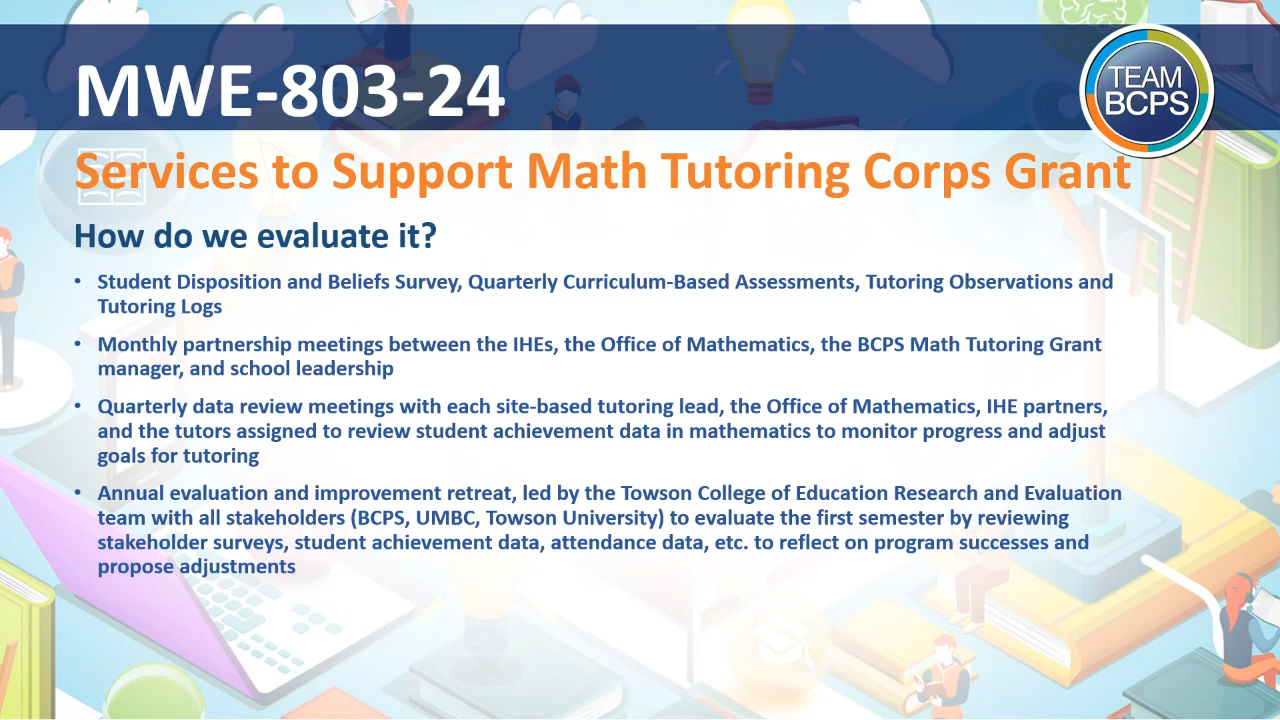 MWE-803-24
TEAM
BCPS
Services to Support Math Tutoring Corps Grant
How do we evaluate it?
• Student Disposition and Beliefs Survey, Quarterly Curriculum-Based Assessments, Tutoring Observations and
Tutoring Logs
• Monthly partnership meetings between the IHEs, the Office of Mathematics, the BCPS Math Tutoring Grant
manager, and school leadership
• Quarterly data review meetings with each site-based tutoring lead, the Office of Mathematics, IHE partners,
and the tutors assigned to review student achievement data in mathematics to monitor progress and adjust
goals for tutoring
• Annual evaluation and improvement retreat, led by the Towson College of Education Research and Evaluation
team with all stakeholders (BCPS, UMBC, Towson University) to evaluate the first semester by reviewing
stakeholder surveys, student achievement data, attendance data, etc. to reflect on program successes and
propose adjustments